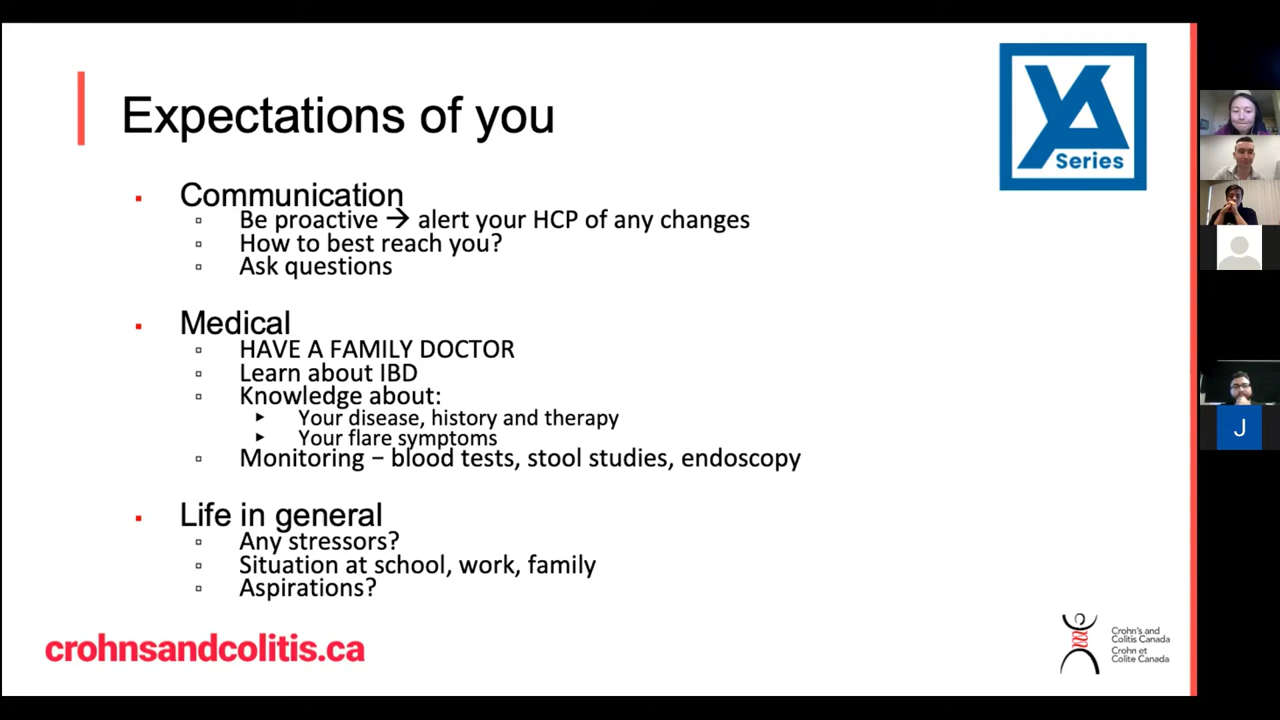 Expectations of you
YA
Series
Communication
Be proactive → alert your HCP of any changes
How to best reach you?
Ask questions
Medical
HAVE A FAMILY DOCTOR
Learn about IBD
Knowledge about:
Your disease, history and therapy
Your flare symptoms
Monitoring – blood tests, stool studies, endoscopy
Life in general
Any stressors?
Situation at school, work, family
Aspirations?
crohnsandcolitis.ca
Crohn's and
Colitis Canada
Crohn et
Colite Canada
J